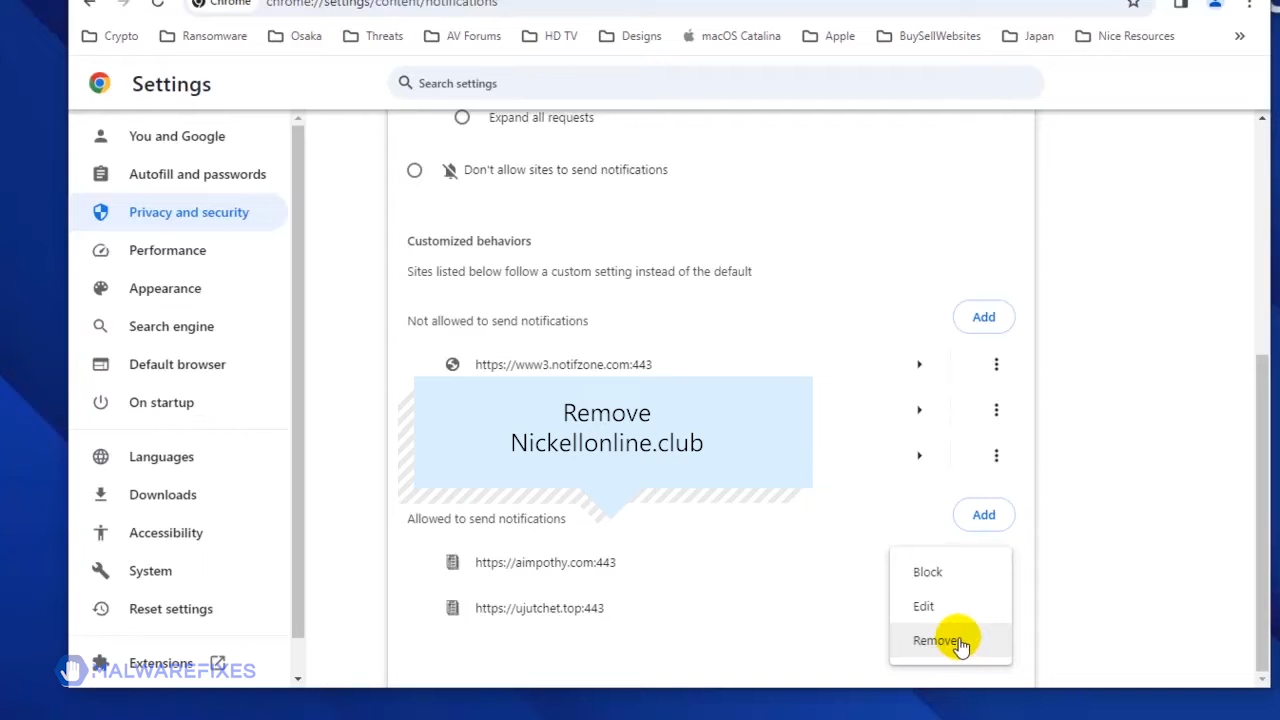 Chrome chrome://settings/content/notifications
Crypto Ransomware Osaka Threats AV Forums HD TV Designs macOS Catalina Apple BuySellWebsites Japan Nice Resources »
Settings
Search settings
You and Google
Autofill and passwords
Privacy and security
Performance
Appearance
Search engine
Default browser
On startup
Languages
Downloads
Accessibility
System
Reset settings
Extensions
Expand all requests
Don't allow sites to send notifications
Customized behaviors
Sites listed below follow a custom setting instead of the default
Not allowed to send notifications
Add
https://www3.notifzone.com:443
Remove
Nickellonline.club
Allowed to send notifications
Add
https://aimpothy.com:443
https://ujutchet.top:443
Block
Edit
Remove
MALWAREFIXES